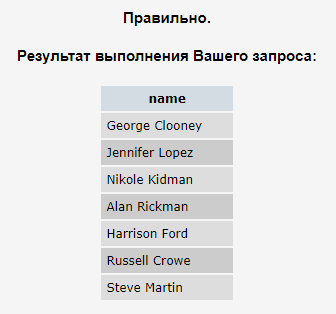 Правильно.
Результат выполнения Вашего запроса:
name
George Clooney
Jennifer Lopez
Nikole Kidman
Alan Rickman
Harrison Ford
Russell Crowe
Steve Martin